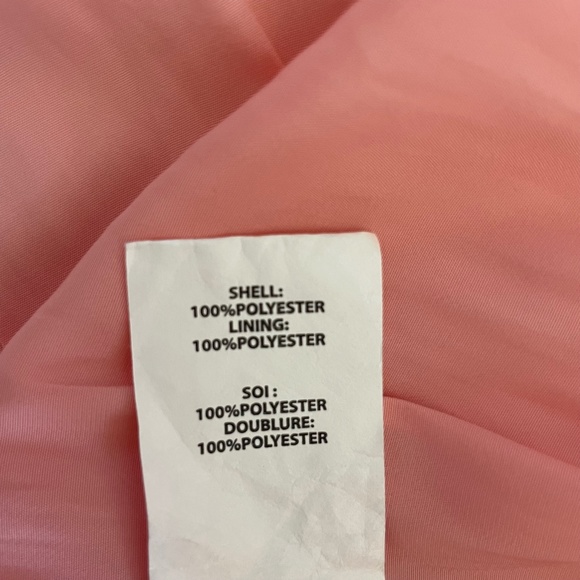 SHELL:
100%POLYESTER
LINING:
100%POLYESTER
SOI :
100%POLYESTER
DOUBLURE:
100%POLYESTER